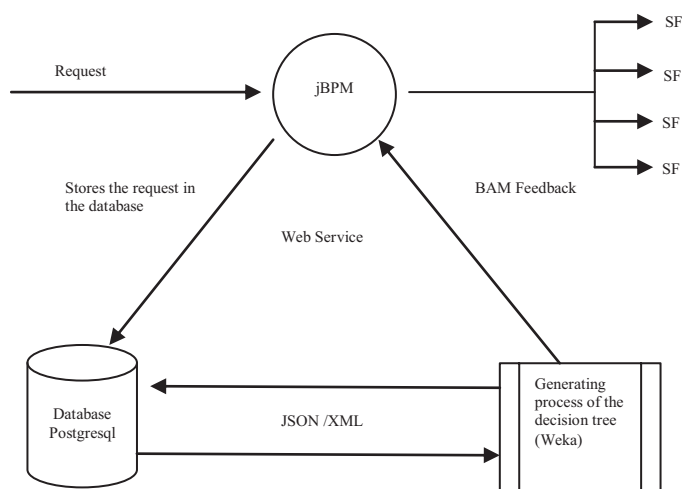 SF
Request
jBPM
SF
SF
SF
Stores the request in
the database
BAM Feedback
Web Service
Database
Postgresql
JSON /XML
Generating
process of the
decision tree
(Weka)